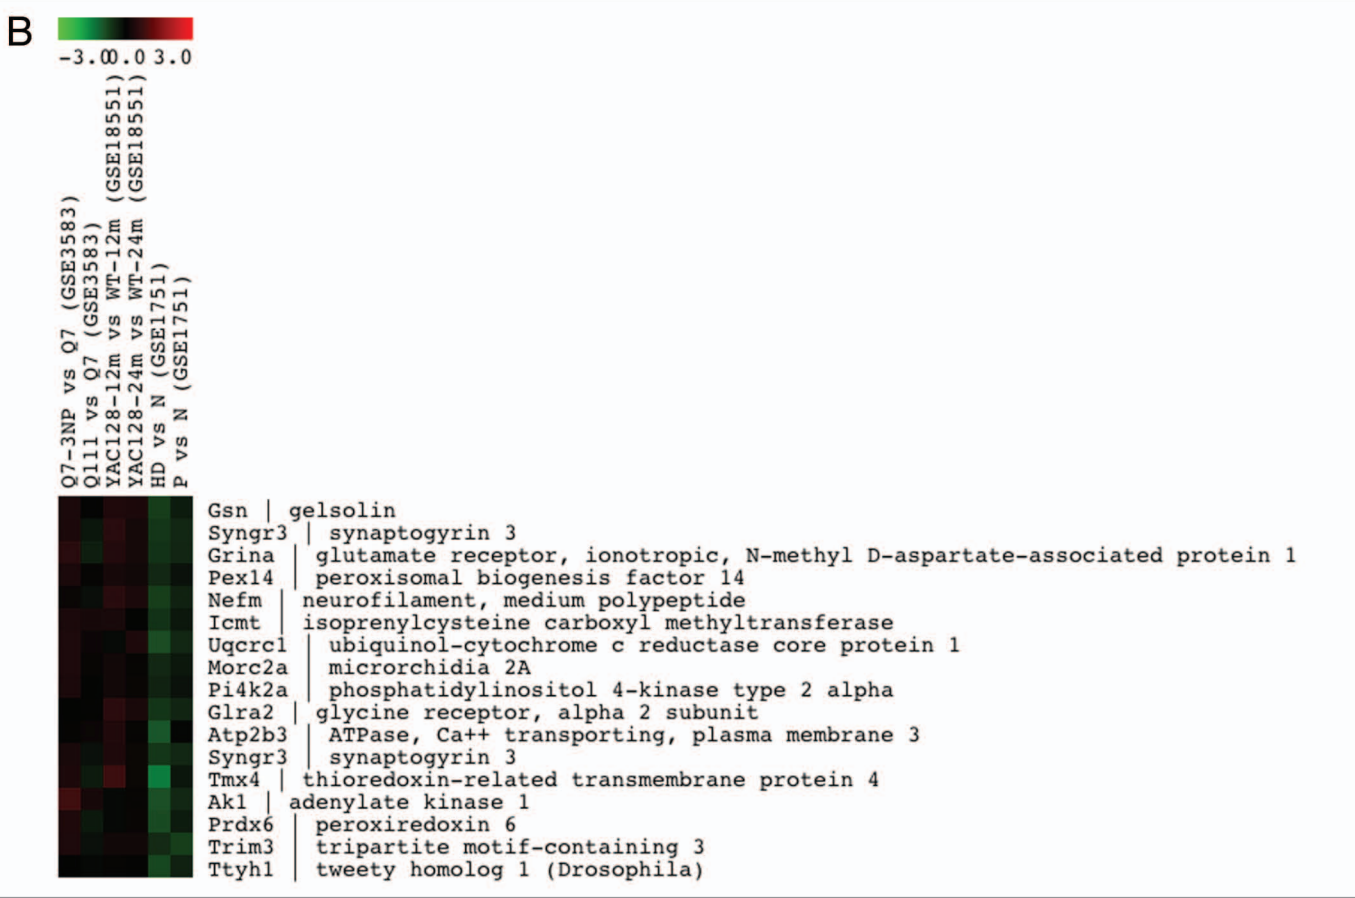 B
-3.0 0.0 3.0
Q7-3NP vs Q7 (GSE3583)
Q111 vs Q7 (GSE3583)
YAC128-12m vs WT-12m (GSE18551)
YAC128-24m vs WT-24m (GSE18551)
HD vs N (GSE1751)
P vs N (GSE1751)
Gsn | gelsolin
Syngr3 | synaptogyrin 3
Grina | glutamate receptor, ionotropic, N-methyl D-aspartate-associated protein 1
Pex14 | peroxisomal biogenesis factor 14
Nefm | neurofilament, medium polypeptide
Icmt | isoprenylcysteine carboxyl methyltransferase
Uqcrc1 | ubiquinol-cytochrome c reductase core protein 1
Morc2a | microrchidia 2A
Pi4k2a | phosphatidylinositol 4-kinase type 2 alpha
Glra2 | glycine receptor, alpha 2 subunit
Atp2b3 | ATPase, Ca++ transporting, plasma membrane 3
Syngr3 | synaptogyrin 3
Tmx4 | thioredoxin-related transmembrane protein 4
Ak1 | adenylate kinase 1
Prdx6 | peroxiredoxin 6
Trim3 | tripartite motif-containing 3
Ttyh1 | tweety homolog 1 (Drosophila)